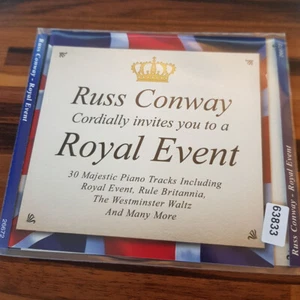 Russ Conway
Cordially invites you to a
Royal Event
30 Majestic Piano Tracks Including
Royal Event, Rule Britannia,
The Westminster Waltz
And Many More
63833
Russ Conway - Royal Event
Russ Conway - Royal Event